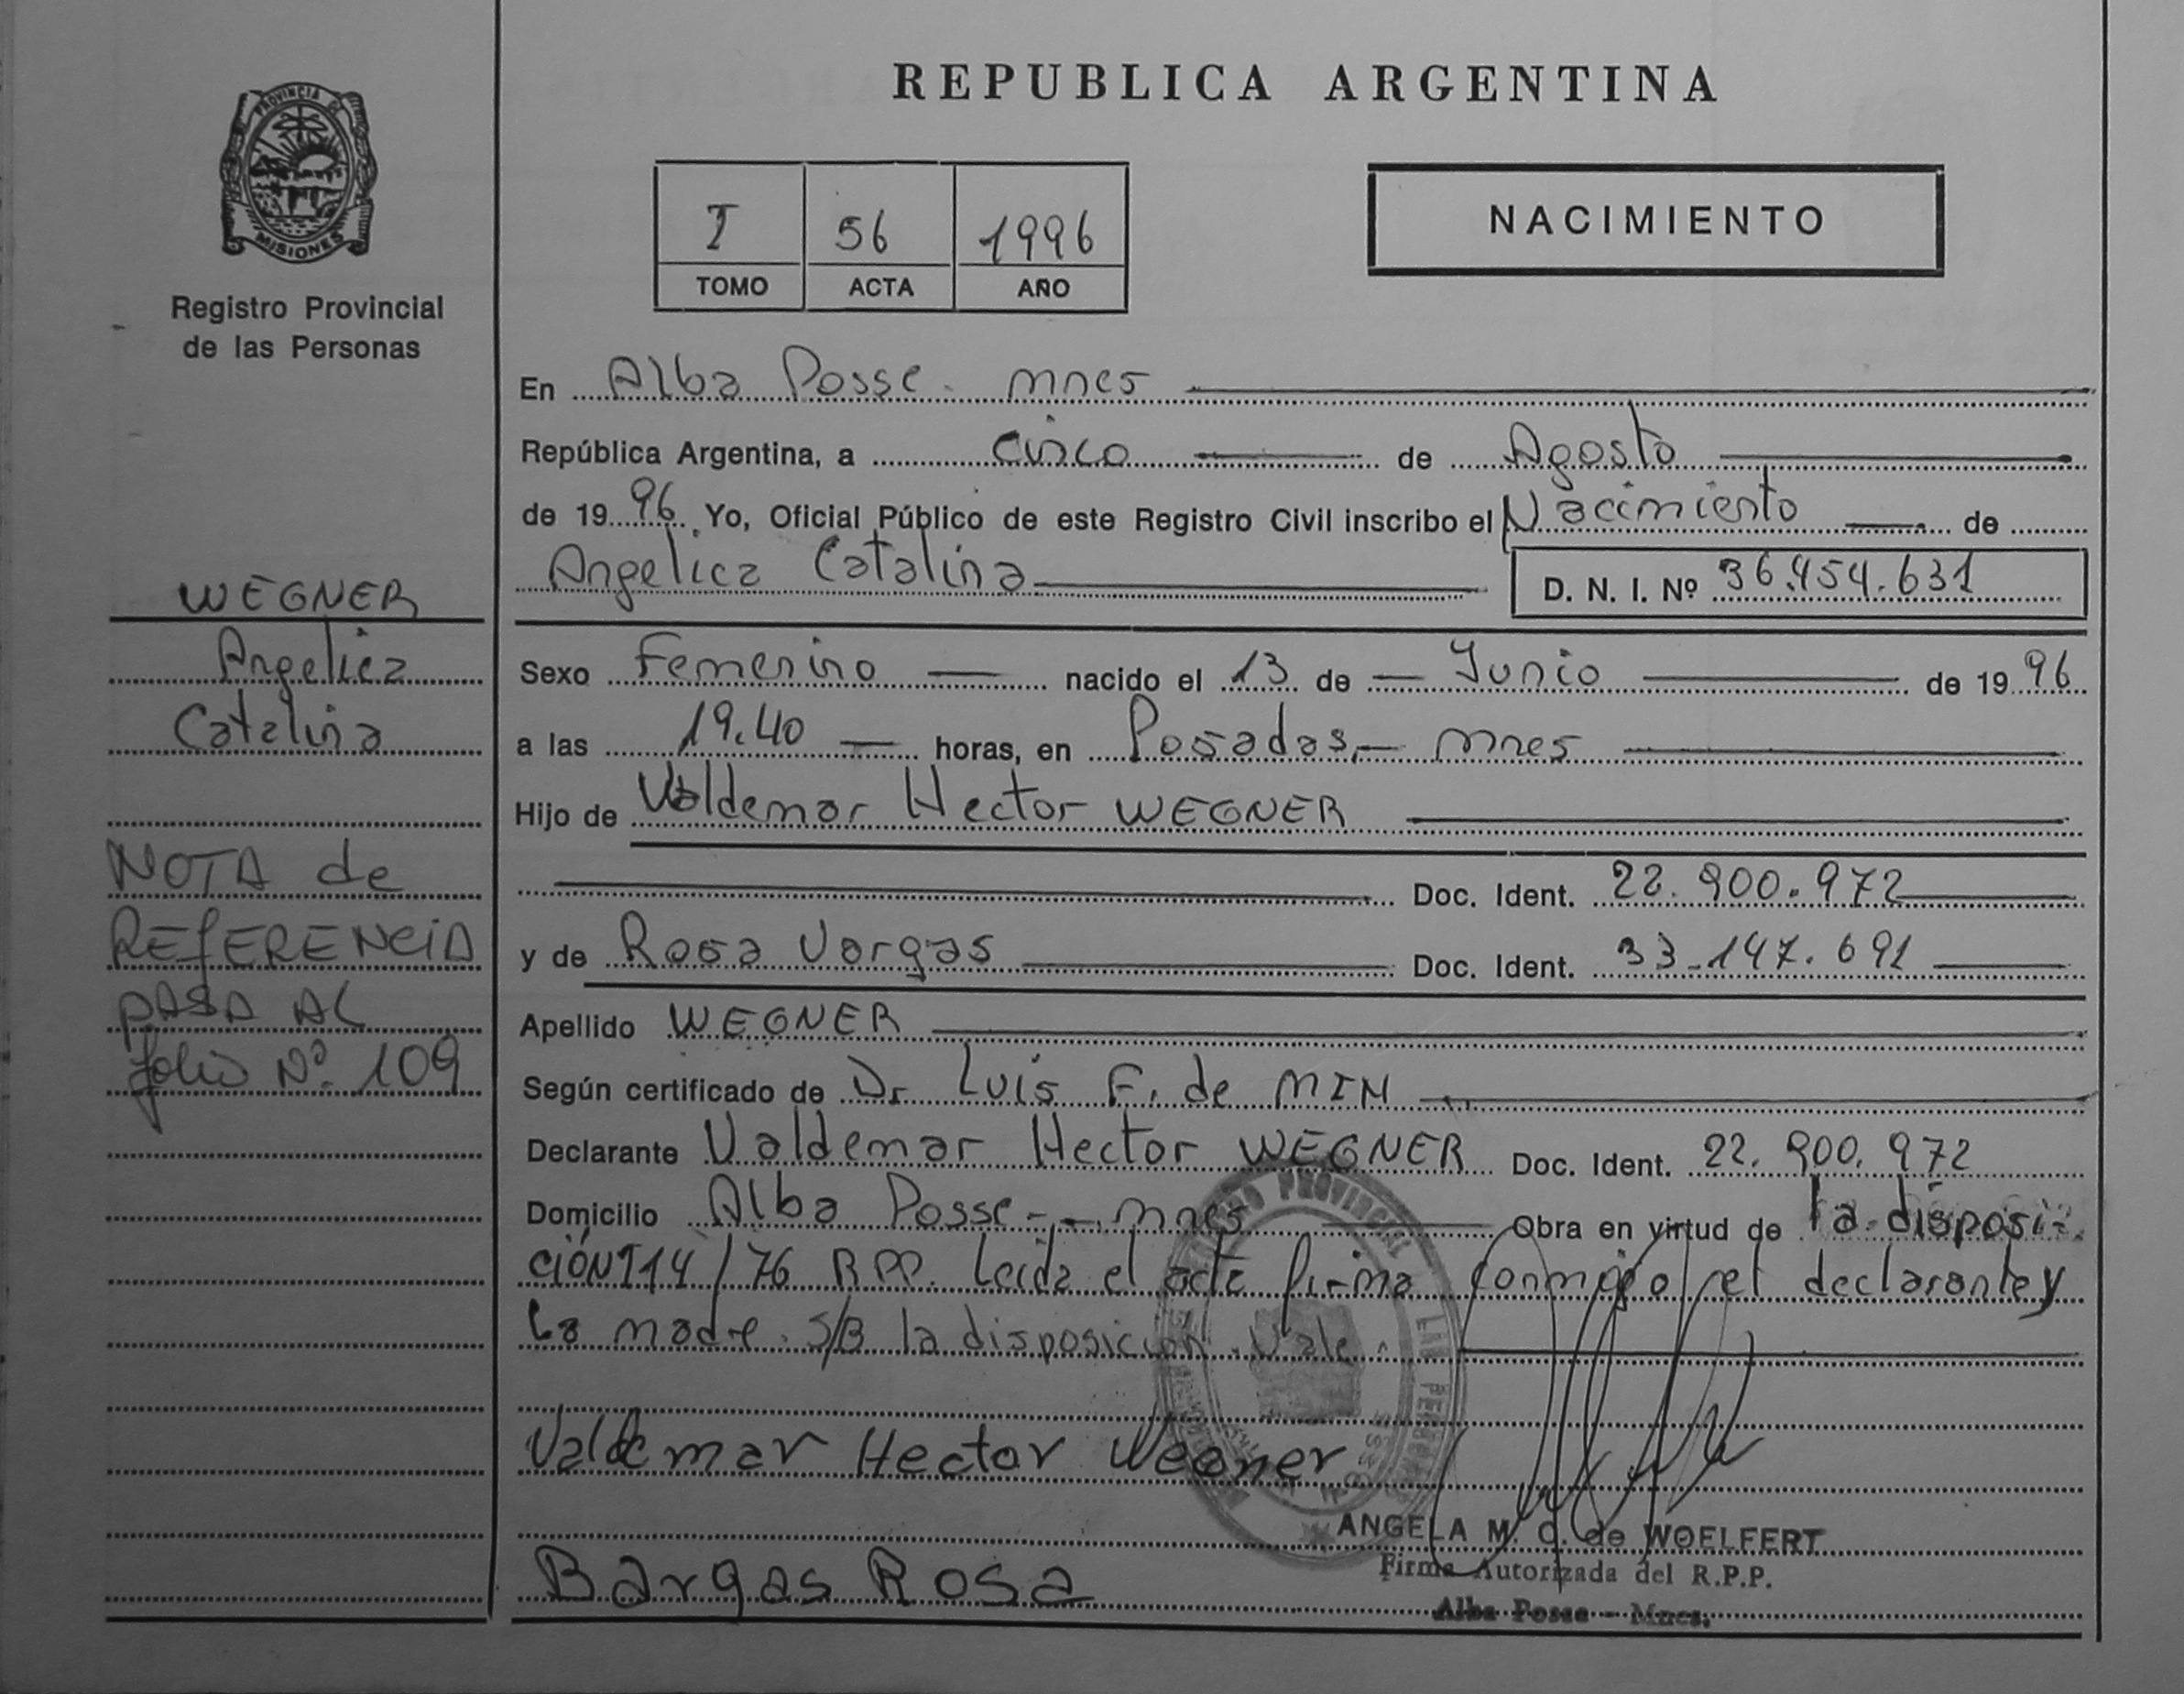 REPUBLICA ARGENTINA
PROVINCIA DE
MISIONES
Registro Provincial
de las Personas
I 56 1996
TOMO ACTA AÑO
NACIMIENTO
En Alba Posse - mnes
República Argentina, a cinco de Agosto
de 1996. Yo, Oficial Público de este Registro Civil inscribo el Nacimiento de
Angelica Catalina D. N. I. Nº 36.454.631
WEGNER
Angelica
Catalina
NOTA de
REfERENCiA
PASA AL
folio Nº 109
Sexo Femenino nacido el 13 de Junio de 1996
a las 19.40 horas, en Posadas, mnes
Hijo de Valdemar Hector WEGNER
Doc. Ident. 22.900.972
y de Rosa Vargas Doc. Ident. 33.147.691
Apellido WEGNER
Según certificado de Dr Luis F. de MIN
Declarante Valdemar Hector WEGNER Doc. Ident. 22.900.972
Domicilio Alba Posse - mnes Obra en virtud de la disposi-
CIÓN 114/76 RPP. Leida el acta firma conmigo el declarante y
La madre. S/B la disposición. Vale.
Valdemar Hector Wegner
Bargas Rosa
ANGELA M. C. de WOELFERT
Firma Autorizada del R.P.P.
Alba Posse - Mnes.